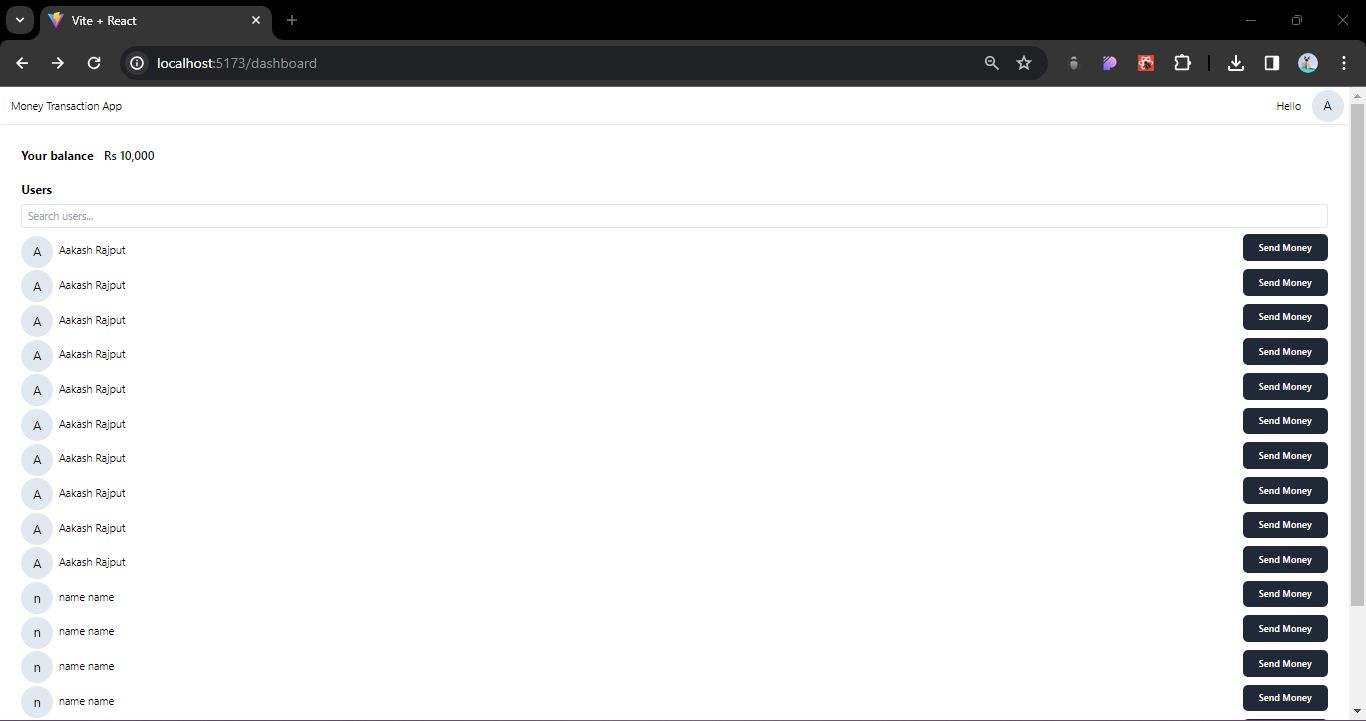 Vite + React
localhost:5173/dashboard
Money Transaction App Hello A
Your balance Rs 10,000
Users
Search users...
A Aakash Rajput Send Money
A Aakash Rajput Send Money
A Aakash Rajput Send Money
A Aakash Rajput Send Money
A Aakash Rajput Send Money
A Aakash Rajput Send Money
A Aakash Rajput Send Money
A Aakash Rajput Send Money
A Aakash Rajput Send Money
A Aakash Rajput Send Money
n name name Send Money
n name name Send Money
n name name Send Money
n name name Send Money